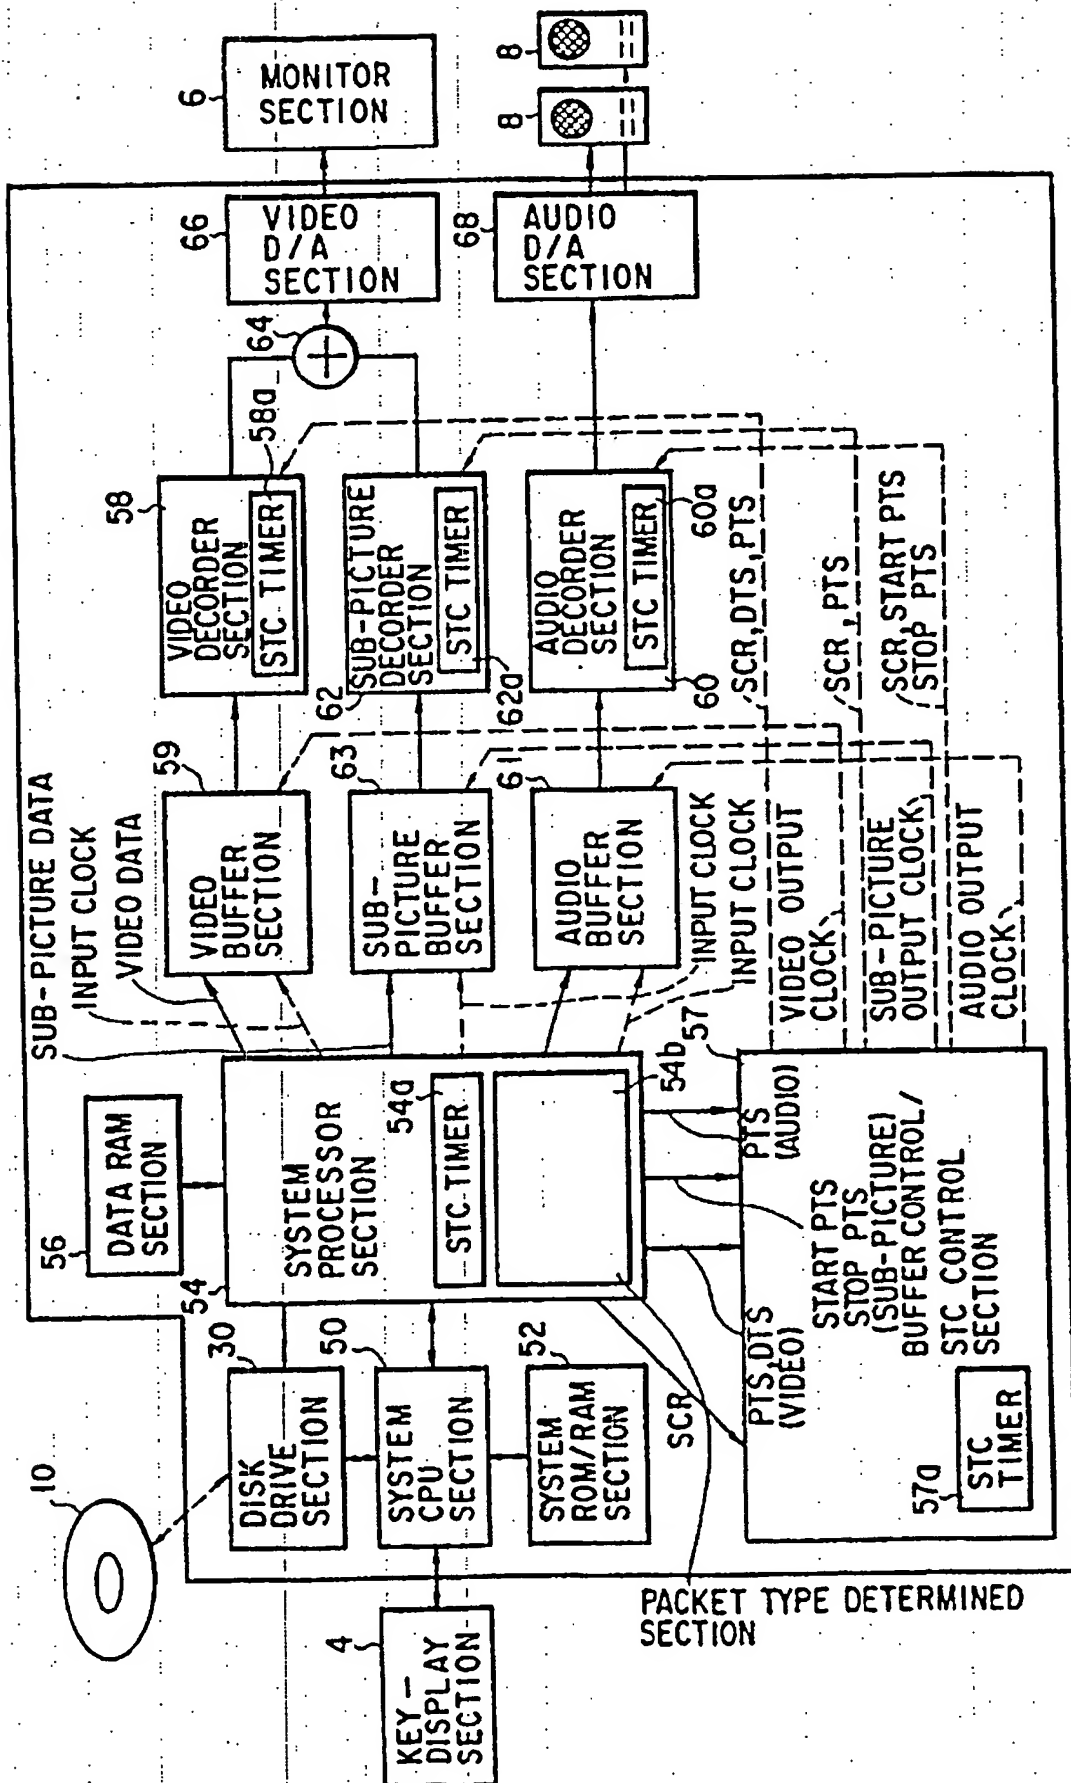 10
4
KEY-
DISPLAY
SECTION
30
DISK
DRIVE
SECTION
50
SYSTEM
CPU
SECTION
52
SYSTEM
ROM/RAM
SECTION
56
DATA RAM
SECTION
54
SYSTEM
PROCESSOR
SECTION
54a
STC TIMER
54b
PACKET TYPE DETERMINED
SECTION
SCR
PTS,DTS
(VIDEO)
START PTS
STOP PTS
(SUB-PICTURE)
PTS
(AUDIO)
57
BUFFER CONTROL/
STC CONTROL
SECTION
57a
STC
TIMER
SUB-PICTURE DATA
INPUT CLOCK
VIDEO DATA
59
VIDEO
BUFFER
SECTION
63
SUB-
PICTURE
BUFFER
SECTION
61
AUDIO
BUFFER
SECTION
INPUT CLOCK
INPUT CLOCK
VIDEO OUTPUT
CLOCK
SUB-PICTURE
OUTPUT CLOCK
AUDIO OUTPUT
CLOCK
58
VIDEO
DECORDER
SECTION
58a
STC TIMER
62
SUB-PICTURE
DECORDER
SECTION
STC TIMER
62a
AUDIO
DECORDER
SECTION
STC TIMER
60a
60
SCR,DTS,PTS
SCR,PTS
SCR,START PTS
STOP PTS
64
66
VIDEO
D/A
SECTION
68
AUDIO
D/A
SECTION
6
MONITOR
SECTION
8
8